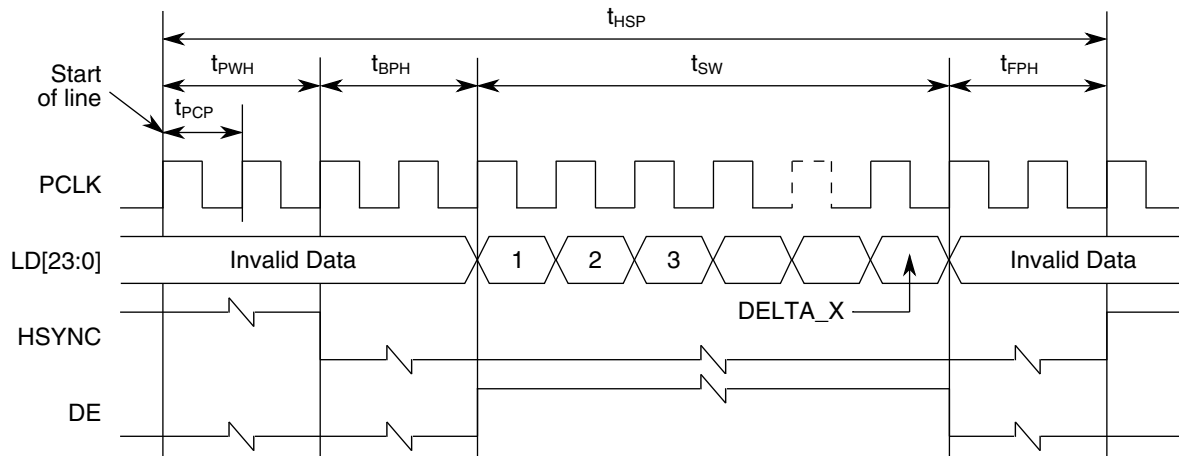 tHSP
tPWH
tBPH
tSW
tFPH
Start
of line
tPCP
PCLK
LD[23:0]
Invalid Data
1
2
3
Invalid Data
DELTA_X
HSYNC
DE